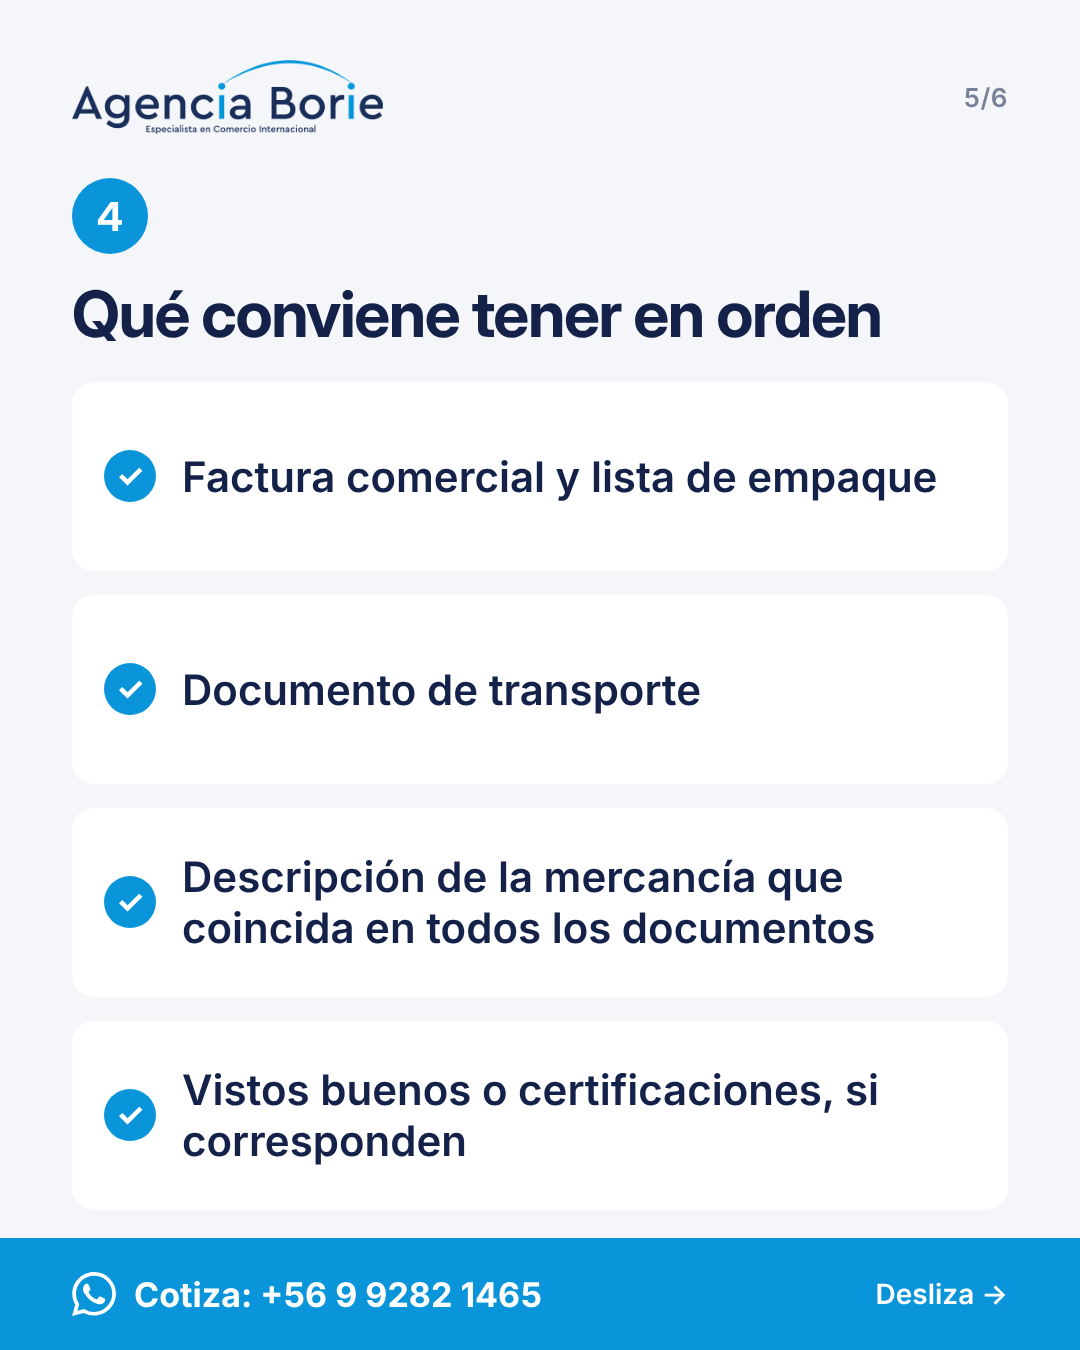 Agencia Borie
Especialista en Comercio Internacional
5/6
4
Qué conviene tener en orden
Factura comercial y lista de empaque
Documento de transporte
Descripción de la mercancía que
coincida en todos los documentos
Vistos buenos o certificaciones, si
corresponden
Cotiza: +56 9 9282 1465
Desliza →